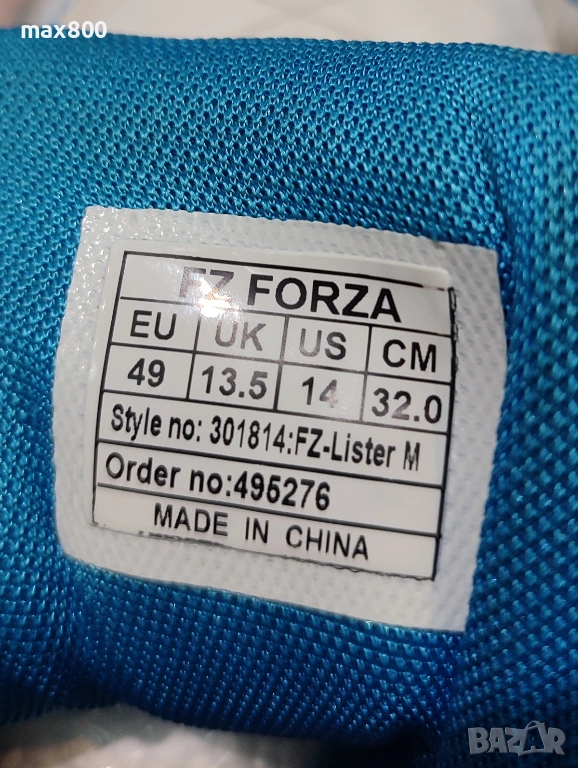 max800
FZ FORZA
EU UK US CM
49 13.5 14 32.0
Style no: 301814:FZ-Lister M
Order no:495276
MADE IN CHINA
BAZAR